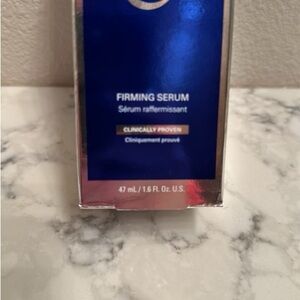 FIRMING SERUM
Sérum raffermissant
CLINICALLY PROVEN
Cliniquement prouvé
47 mL/1.6 Fl. Oz. U.S.